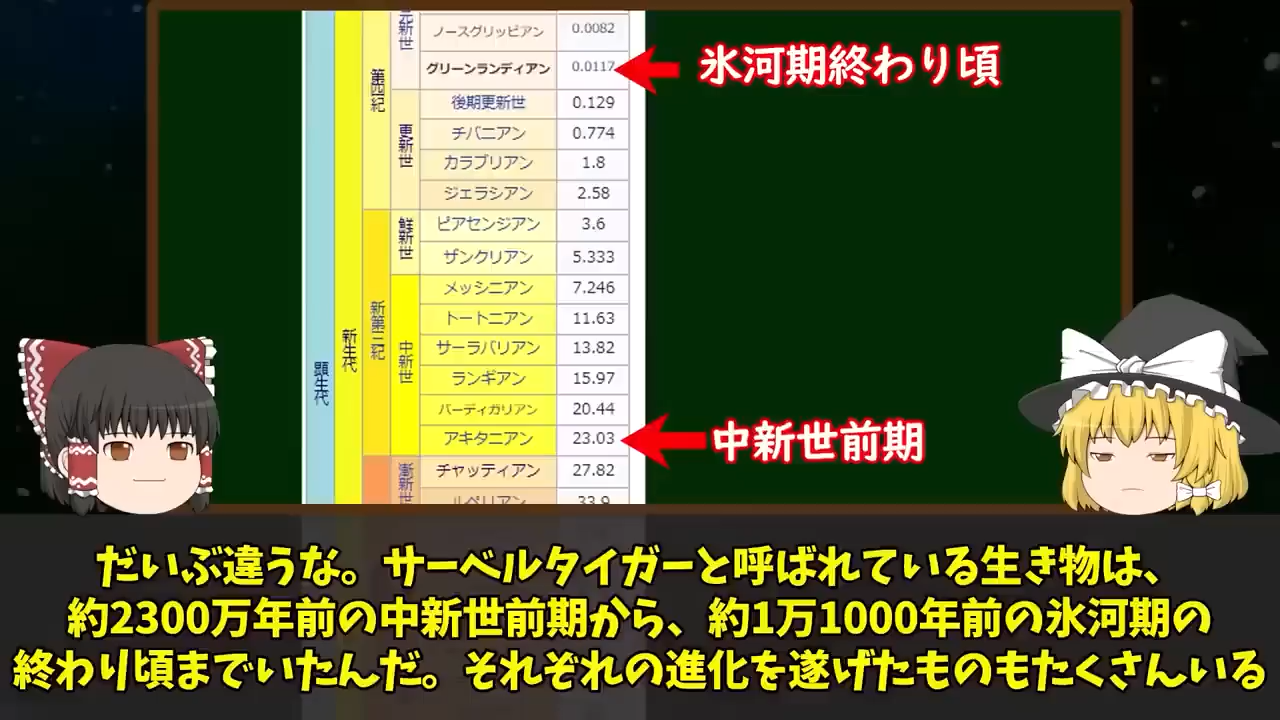 完新世
ノースグリッピアン 0.0082
グリーンランディアン 0.0117
氷河期終わり頃
第四紀
更新世
後期更新世 0.129
チバニアン 0.774
カラブリアン 1.8
ジェラシアン 2.58
鮮新世
ピアセンジアン 3.6
ザンクリアン 5.333
顕生代
新生代
新第三紀
中新世
メッシニアン 7.246
トートニアン 11.63
サーラバリアン 13.82
ランギアン 15.97
バーディガリアン 20.44
アキタニアン 23.03
中新世前期
漸新世
チャッティアン 27.82
ルペリアン 33.9
だいぶ違うな。サーベルタイガーと呼ばれている生き物は、
約2300万年前の中新世前期から、約1万1000年前の氷河期の
終わり頃までいたんだ。それぞれの進化を遂げたものもたくさんいる